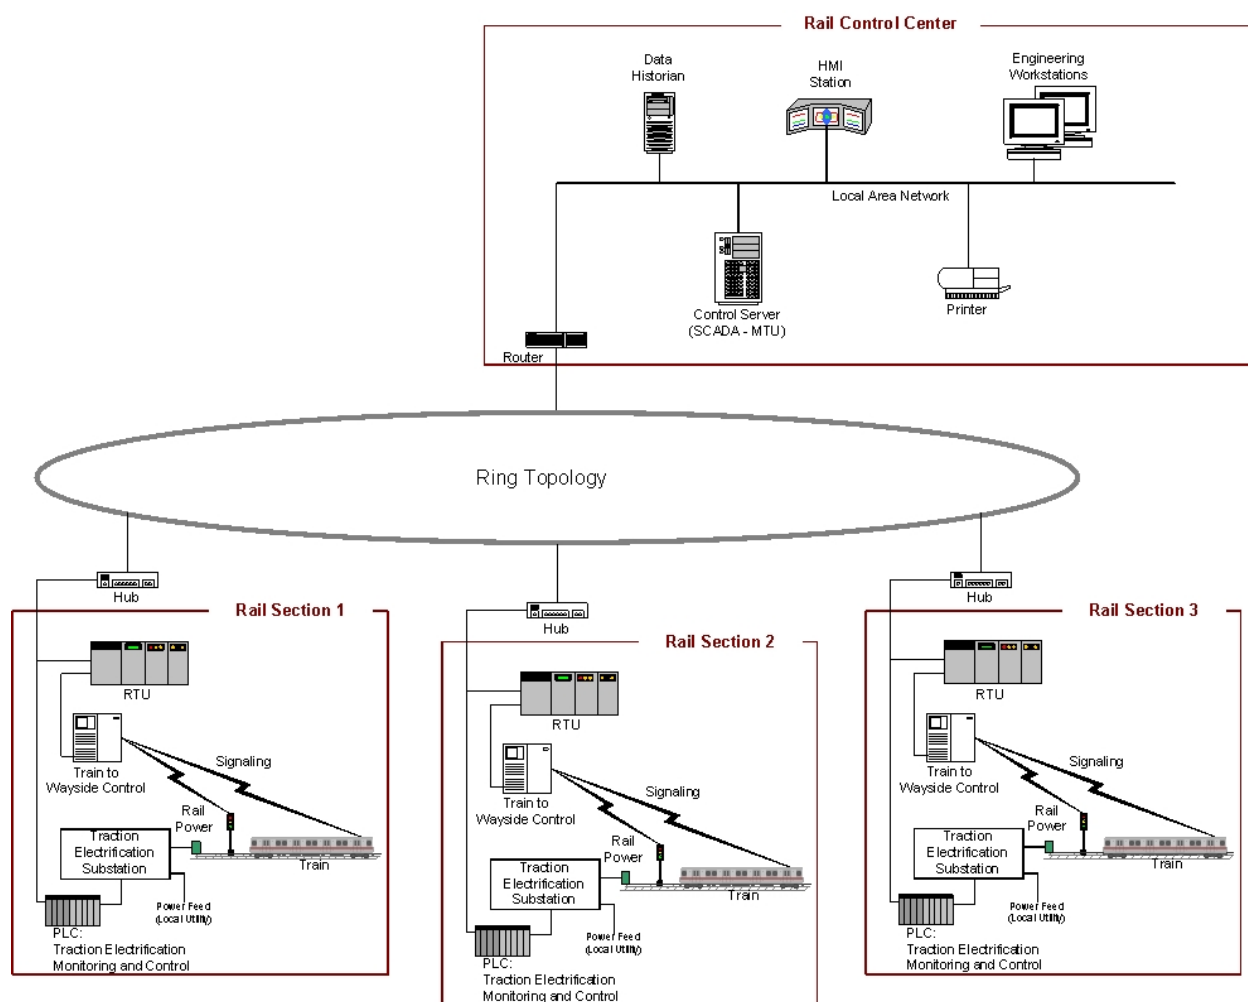 Rail Control Center
Data
Historian
HMI
Station
Engineering
Workstations
Local Area Network
Control Server
(SCADA - MTU)
Printer
Router
Ring Topology
Hub
Rail Section 1
RTU
Train to
Wayside Control
Signaling
Rail
Power
Traction
Electrification
Substation
Train
Power Feed
(Local Utility)
PLC:
Traction Electrification
Monitoring and Control
Hub
Rail Section 2
RTU
Train to
Wayside Control
Signaling
Rail
Power
Traction
Electrification
Substation
Train
Power Feed
(Local Utility)
PLC:
Traction Electrification
Monitoring and Control
Hub
Rail Section 3
RTU
Train to
Wayside Control
Signaling
Rail
Power
Traction
Electrification
Substation
Train
Power Feed
(Local Utility)
PLC:
Traction Electrification
Monitoring and Control